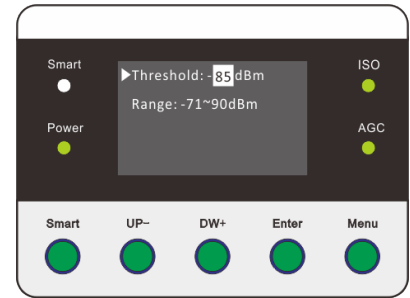 Smart
ISO
Threshold: -85dBm
Range: -71~90dBm
Power
AGC
Smart
UP-
DW+
Enter
Menu